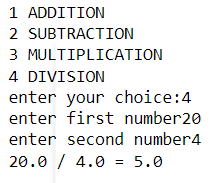 1 ADDITION
2 SUBTRACTION
3 MULTIPLICATION
4 DIVISION
enter your choice:4
enter first number20
enter second number4
20.0 / 4.0 = 5.0